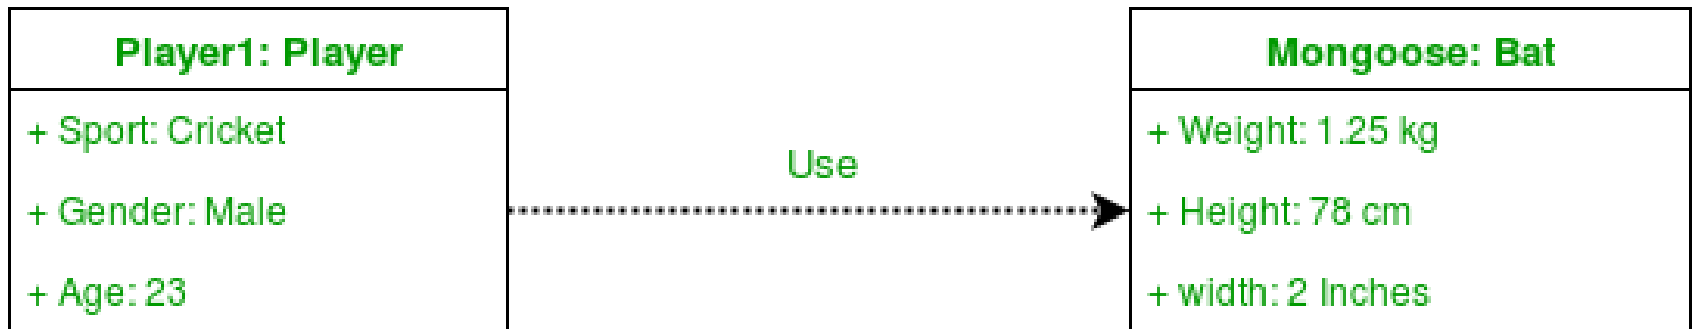 Player1: Player
+ Sport: Cricket
+ Gender: Male
+ Age: 23
Use
Mongoose: Bat
+ Weight: 1.25 kg
+ Height: 78 cm
+ width: 2 Inches